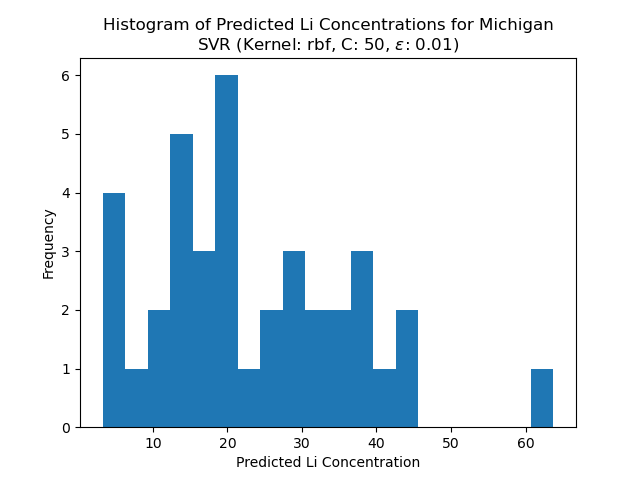 Histogram of Predicted Li Concentrations for Michigan
SVR (Kernel: rbf, C: 50, ε: 0.01)
6
5
4
3
2
1
0
Frequency
10 20 30 40 50 60
Predicted Li Concentration